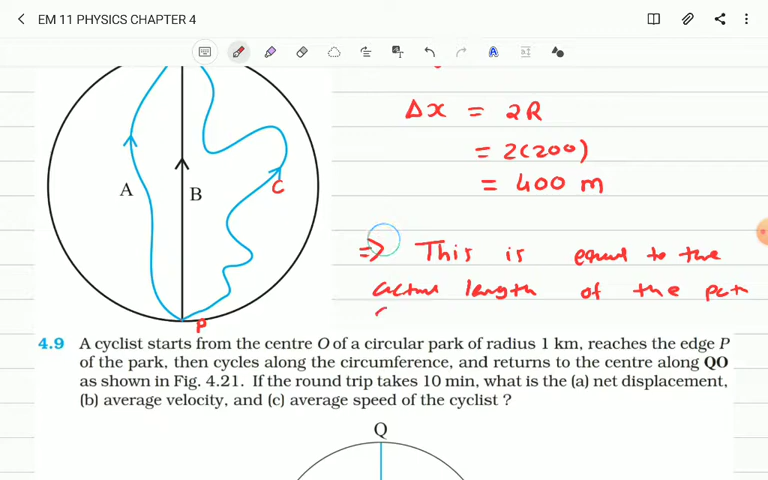 EM 11 PHYSICS CHAPTER 4
Δx = 2R
= 2(200)
= 400 m
A
B
C
P
⇒ This is equal to the
length of the
4.9 A cyclist starts from the centre O of a circular park of radius 1 km, reaches the edge P
of the park, then cycles along the circumference, and returns to the centre along QO
as shown in Fig. 4.21. If the round trip takes 10 min, what is the (a) net displacement,
(b) average velocity, and (c) average speed of the cyclist ?
Q